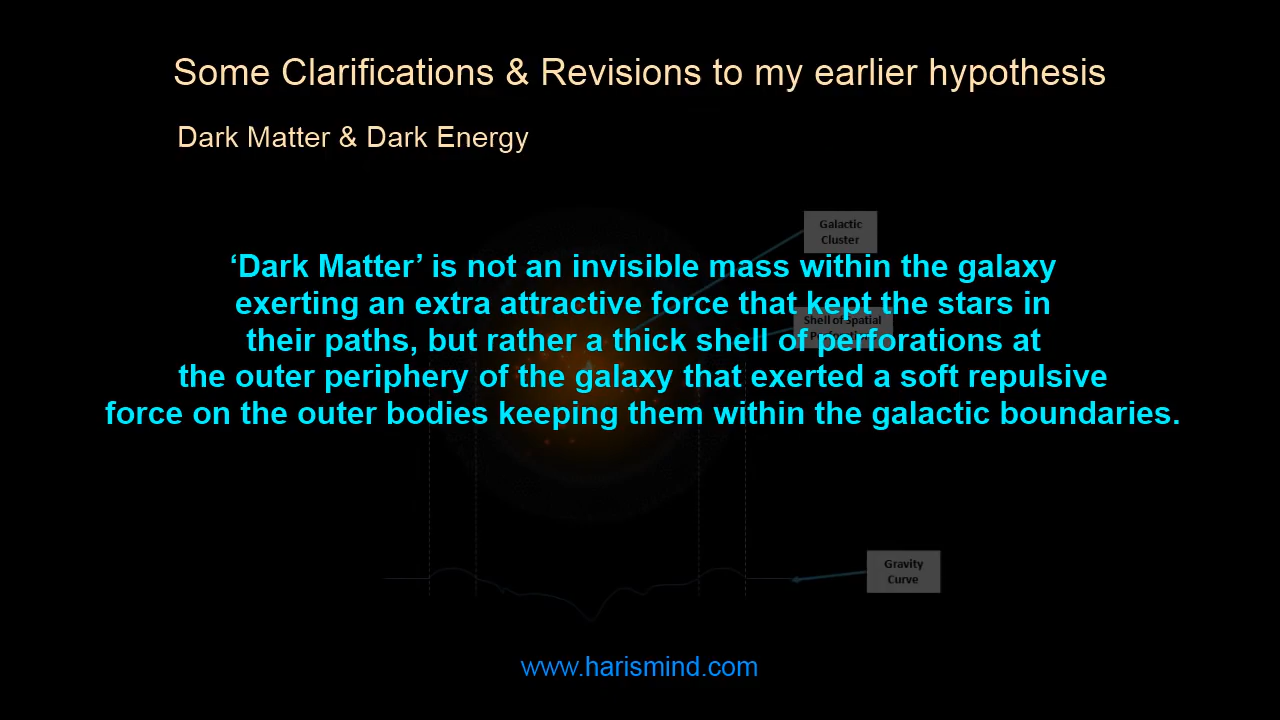 Some Clarifications & Revisions to my earlier hypothesis
Dark Matter & Dark Energy
Galactic
Cluster
‘Dark Matter’ is not an invisible mass within the galaxy
exerting an extra attractive force that kept the stars in
Shell of Spatial
their paths, but rather a thick shell of perforations at
the outer periphery of the galaxy that exerted a soft repulsive
force on the outer bodies keeping them within the galactic boundaries.
Gravity
Curve
www.harismind.com